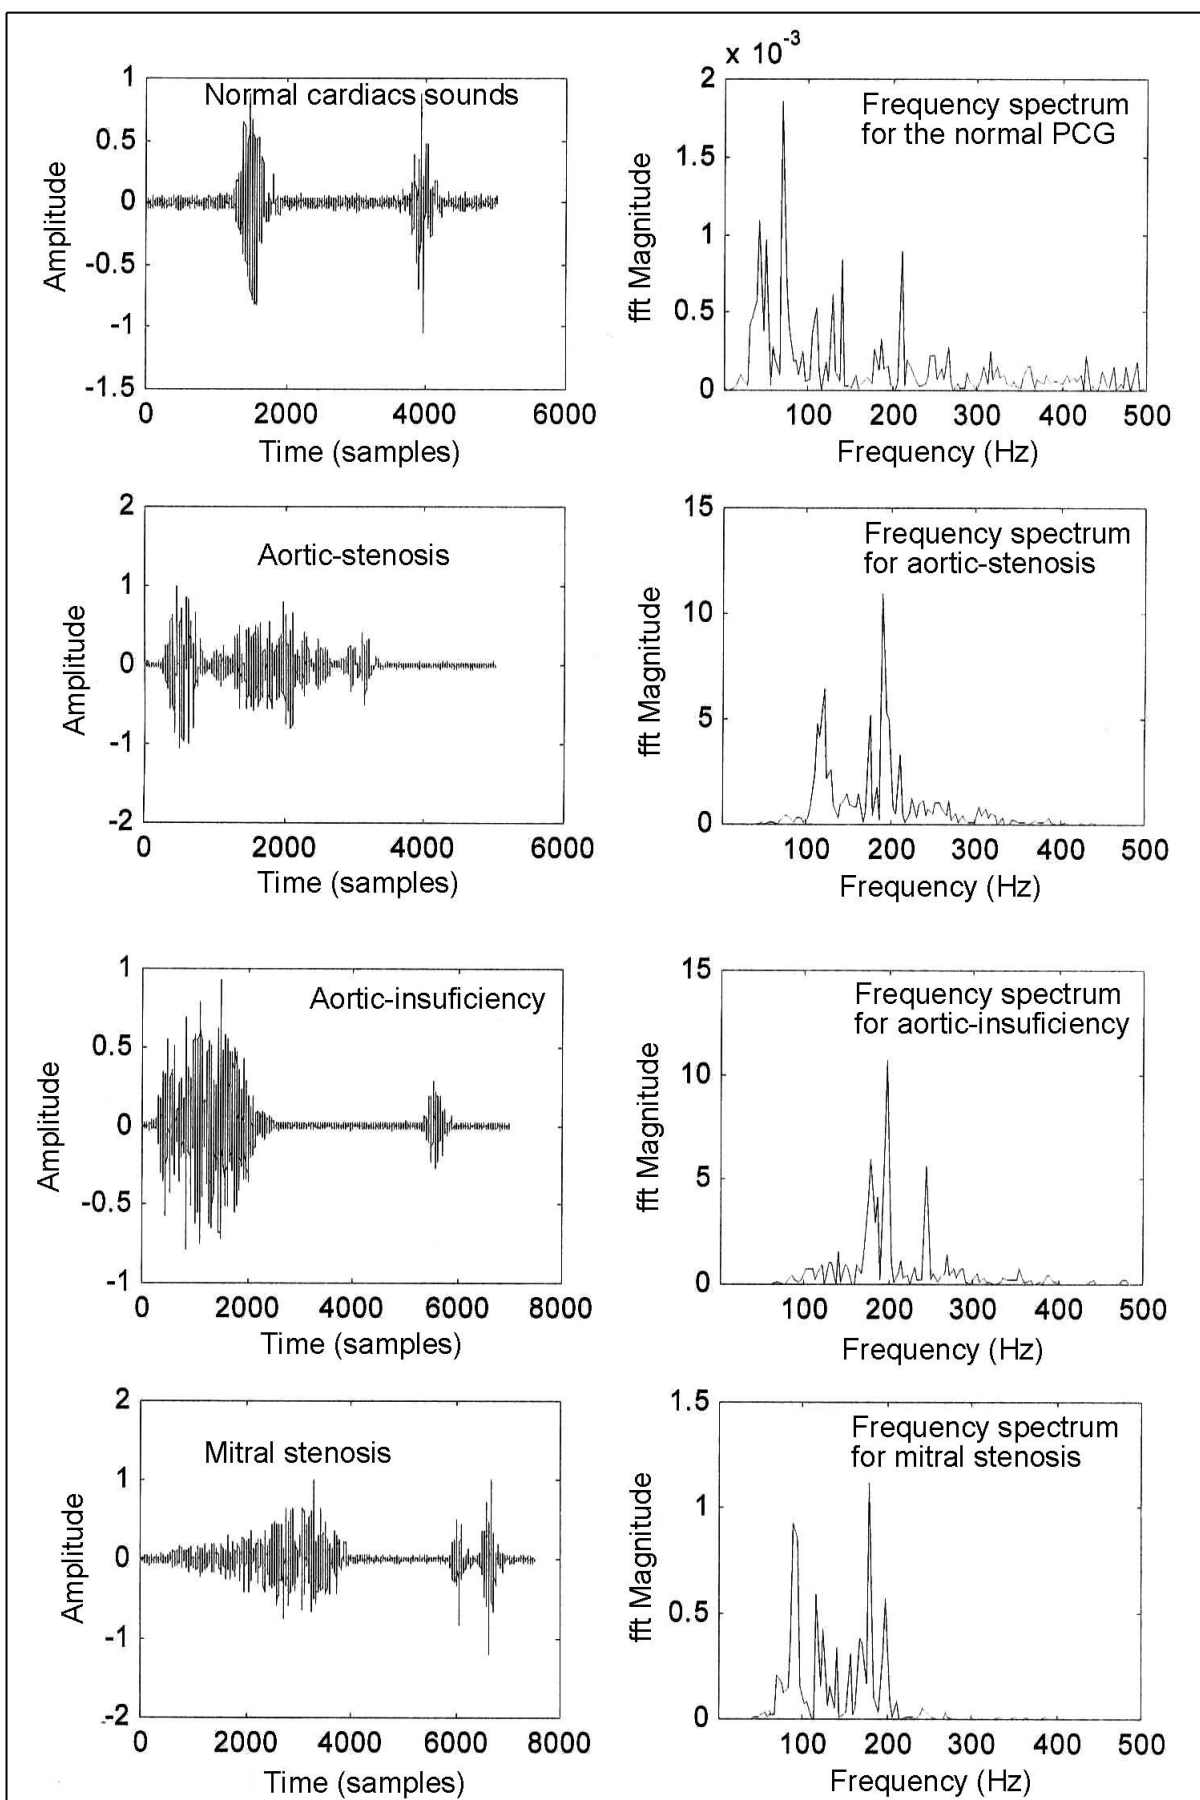 Normal cardiacs sounds
1
0.5
0
-0.5
-1
-1.5
0 2000 4000 6000
Amplitude
Time (samples)
x 10-3
Frequency spectrum
for the normal PCG
2
1.5
1
0.5
0
100 200 300 400 500
fft Magnitude
Frequency (Hz)
Aortic-stenosis
2
1
0
-1
-2
0 2000 4000 6000
Amplitude
Time (samples)
Frequency spectrum
for aortic-stenosis
15
10
5
0
100 200 300 400 500
fft Magnitude
Frequency (Hz)
Aortic-insuficiency
1
0.5
0
-0.5
-1
0 2000 4000 6000 8000
Amplitude
Time (samples)
Frequency spectrum
for aortic-insuficiency
15
10
5
0
100 200 300 400 500
fft Magnitude
Frequency (Hz)
Mitral stenosis
2
1
0
-1
-2
0 2000 4000 6000 8000
Amplitude
Time (samples)
Frequency spectrum
for mitral stenosis
1.5
1
0.5
0
100 200 300 400 500
fft Magnitude
Frequency (Hz)